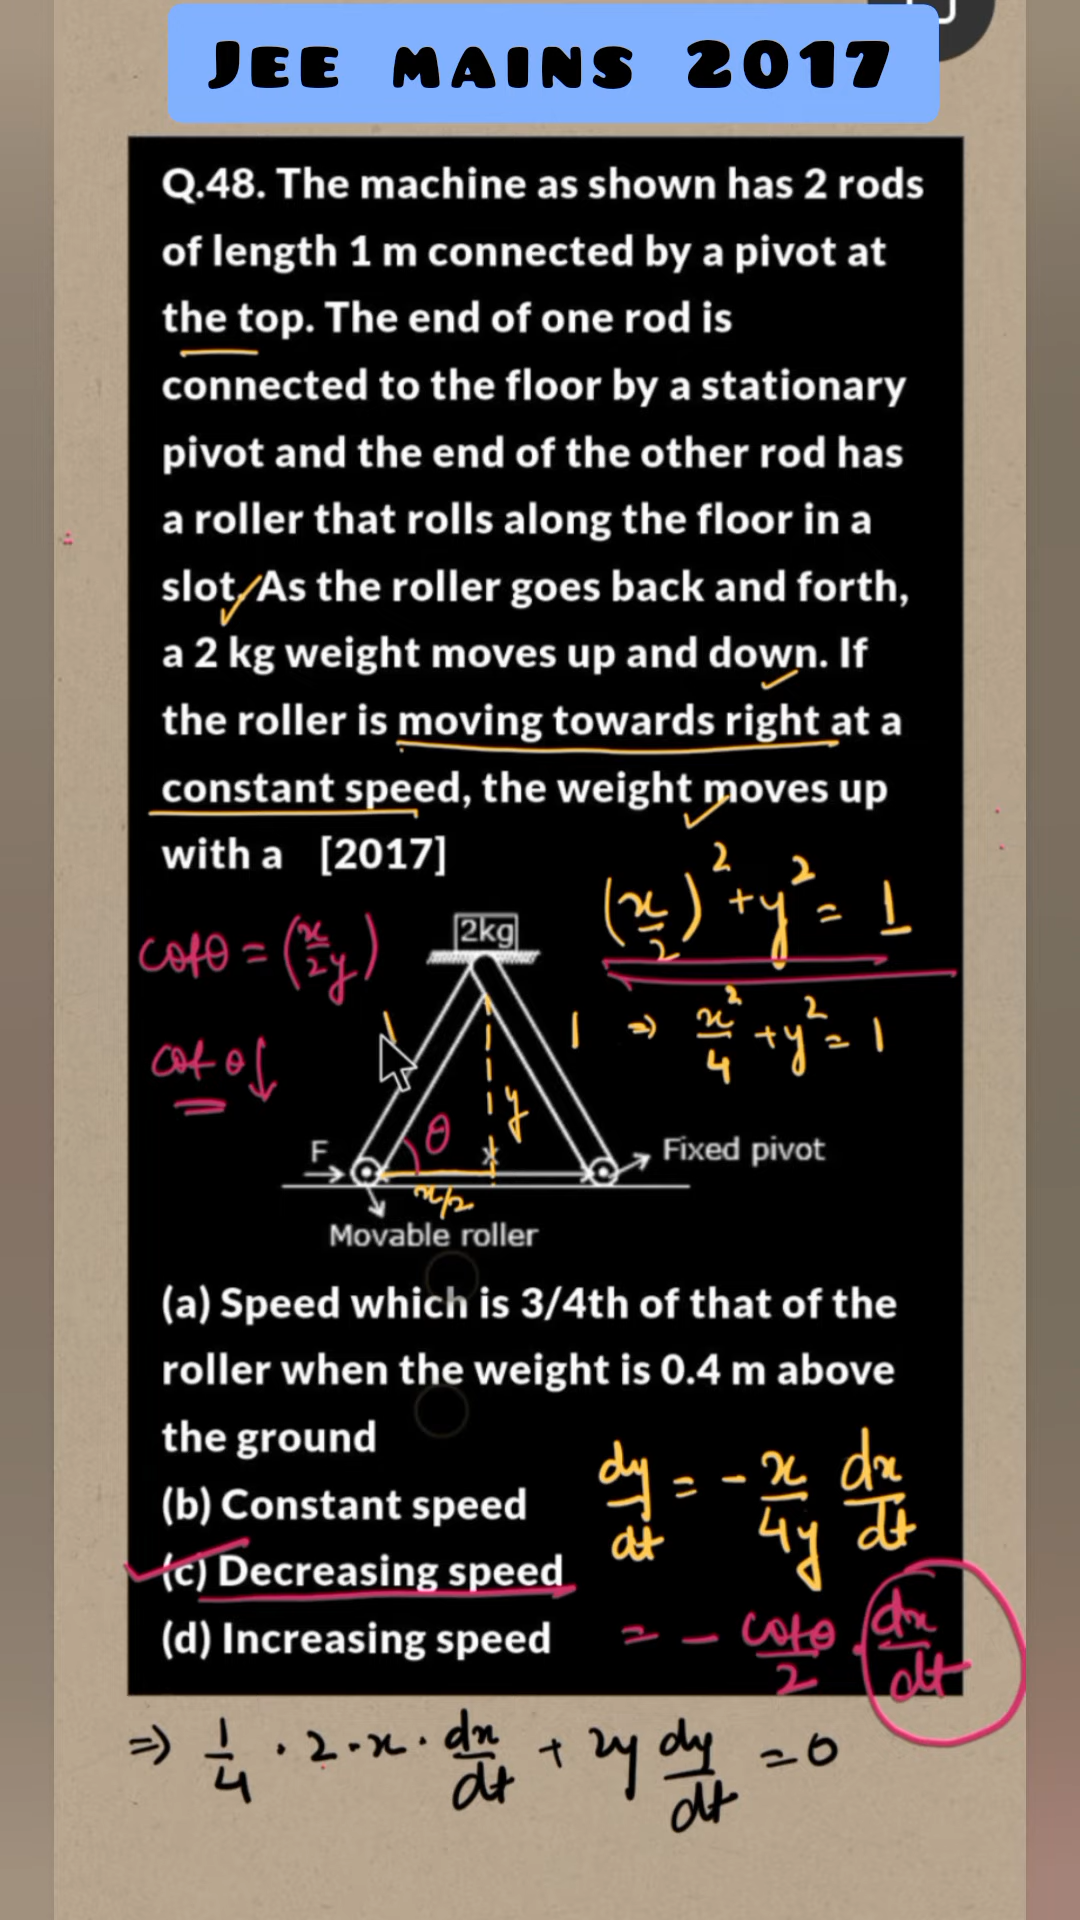 JEE MAINS 2017
Q.48. The machine as shown has 2 rods
of length 1 m connected by a pivot at
the top. The end of one rod is
connected to the floor by a stationary
pivot and the end of the other rod has
a roller that rolls along the floor in a
slot. As the roller goes back and forth,
a 2 kg weight moves up and down. If
the roller is moving towards right at a
constant speed, the weight moves up
with a [2017]
(x/2)² + y² = 1
cotθ = (x/2y)
2kg
1
1
⇒ x²/4 + y² = 1
cot θ↓
y
θ
F
x
Fixed pivot
x/2
Movable roller
(a) Speed which is 3/4th of that of the
roller when the weight is 0.4 m above
the ground
(b) Constant speed
dy/dt = - x/4y dx/dt
(c) Decreasing speed
(d) Increasing speed
= - cotθ/2 . dx/dt
⇒ 1/4 · 2 · x · dx/dt + 2y dy/dt = 0